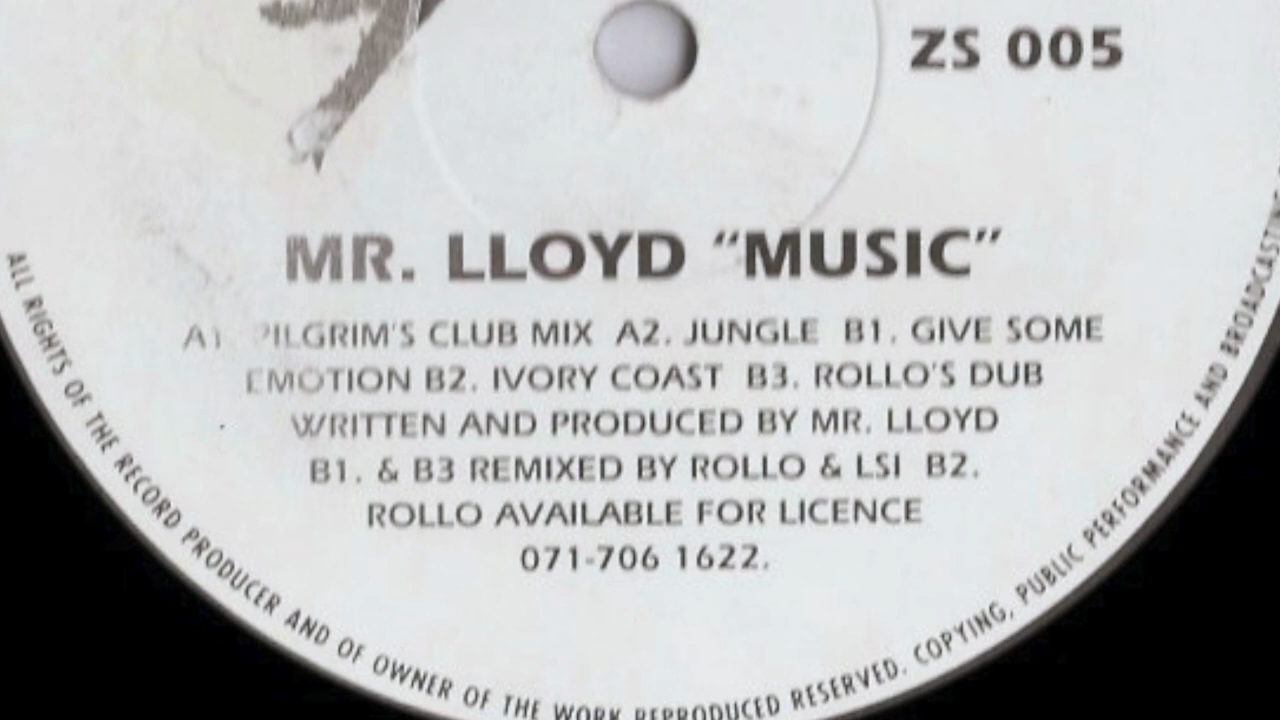 ZS 005
MR. LLOYD “MUSIC”
A1. PILGRIM'S CLUB MIX A2. JUNGLE B1. GIVE SOME
EMOTION B2. IVORY COAST B3. ROLLO'S DUB
WRITTEN AND PRODUCED BY MR. LLOYD
B1. & B3 REMIXED BY ROLLO & LSI B2.
ROLLO AVAILABLE FOR LICENCE
071-706 1622.
ALL RIGHTS OF THE RECORD PRODUCER AND OF OWNER OF THE WORK REPRODUCED RESERVED. COPYING, PUBLIC PERFORMANCE AND BROADCASTING